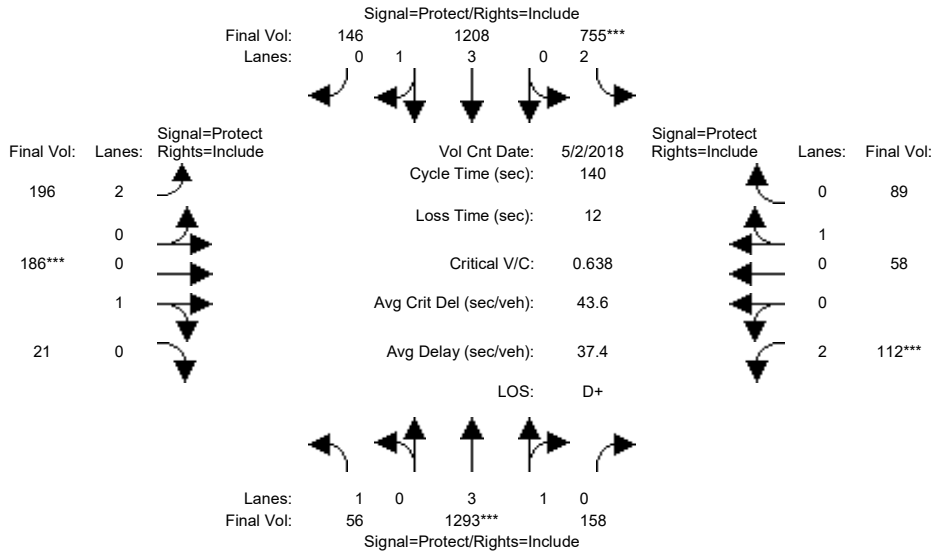 Signal=Protect/Rights=Include
Final Vol: 146 1208 755***
Lanes: 0 1 3 0 2
Signal=Protect Signal=Protect
Final Vol: Lanes: Rights=Include Vol Cnt Date: 5/2/2018 Rights=Include Lanes: Final Vol:
Cycle Time (sec): 140
196 2 0 89
Loss Time (sec): 12
0 1
186*** 0 Critical V/C: 0.638 0 58
1 Avg Crit Del (sec/veh): 43.6 0
21 0 Avg Delay (sec/veh): 37.4 2 112***
LOS: D+
Lanes: 1 0 3 1 0
Final Vol: 56 1293*** 158
Signal=Protect/Rights=Include